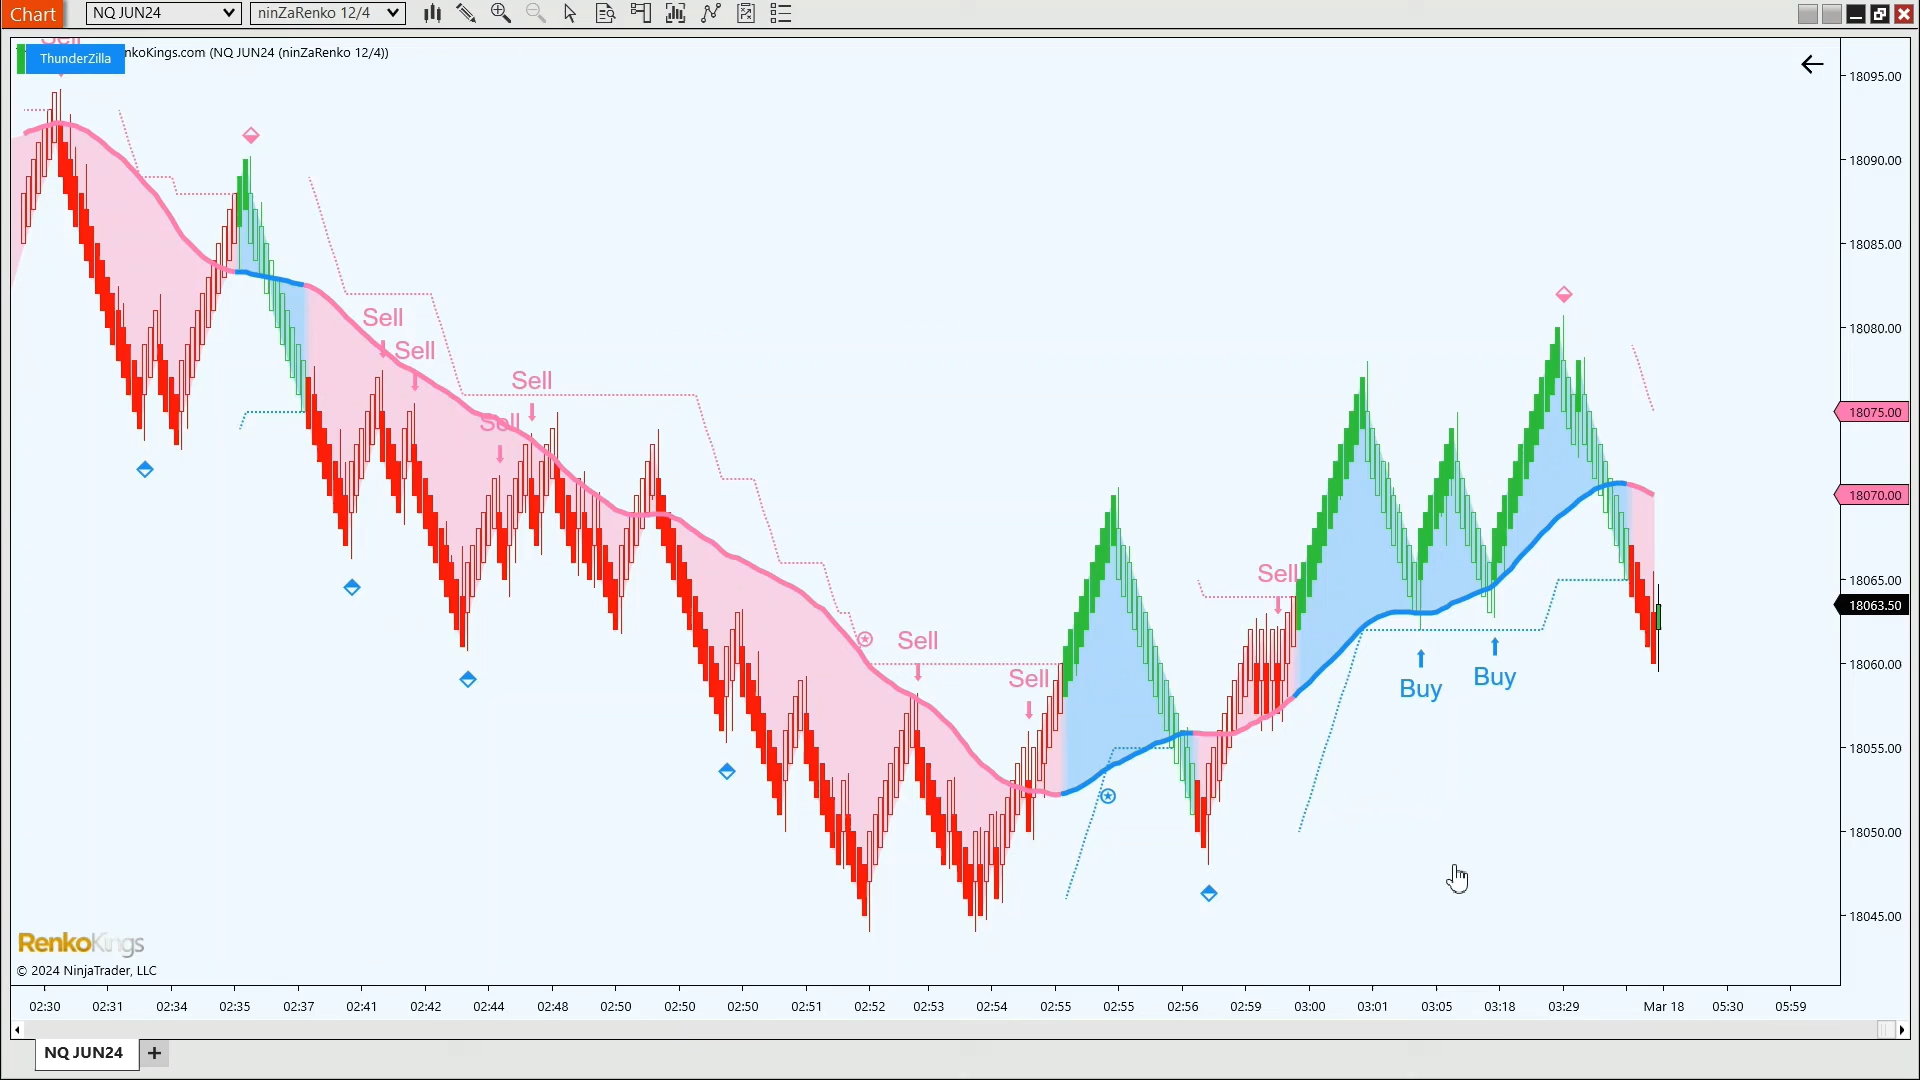 Chart
NQ JUN24
ninZaRenko 12/4
Sell
ThunderZilla
nkoKings.com (NQ JUN24 (ninZaRenko 12/4))
18095.00
18090.00
18085.00
18080.00
18075.00
18070.00
18065.00
18063.50
18060.00
18055.00
18050.00
18045.00
Sell
Sell
Sell
Sell
Sell
Sell
Sell
Buy
Buy
RenkoKings
© 2024 NinjaTrader, LLC
02:30 02:31 02:34 02:35 02:37 02:41 02:42 02:44 02:48 02:50 02:50 02:50 02:51 02:52 02:53 02:54 02:55 02:55 02:56 02:59 03:00 03:01 03:05 03:18 03:29 Mar 18 05:30 05:59
NQ JUN24